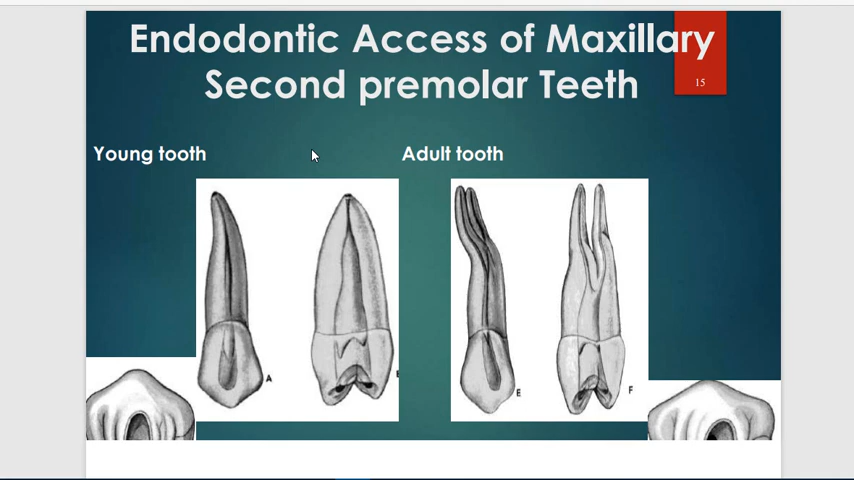 Endodontic Access of Maxillary
Second premolar Teeth
15
Young tooth
Adult tooth
A
E
F